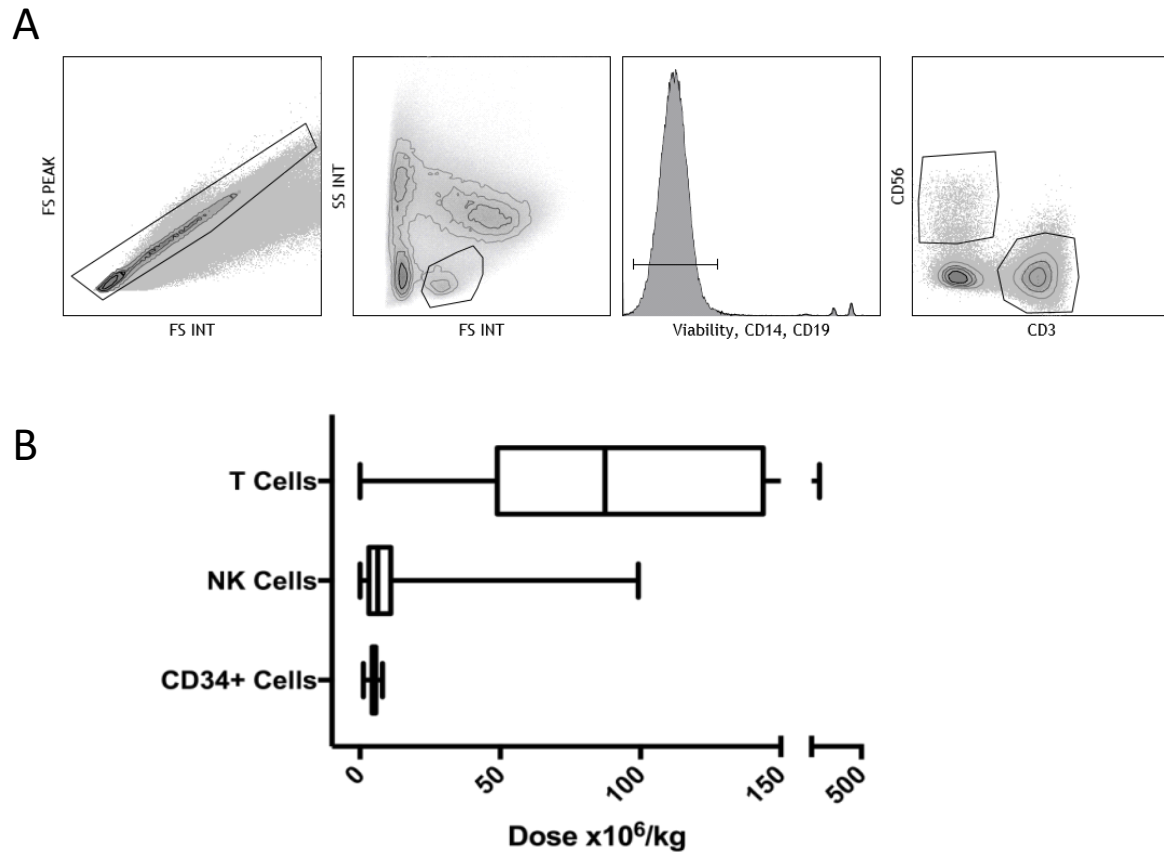 A
FS PEAK
FS INT
SS INT
FS INT
Viability, CD14, CD19
CD56
CD3
B
T Cells
NK Cells
CD34+ Cells
0
50
100
150
500
Dose x10⁶/kg